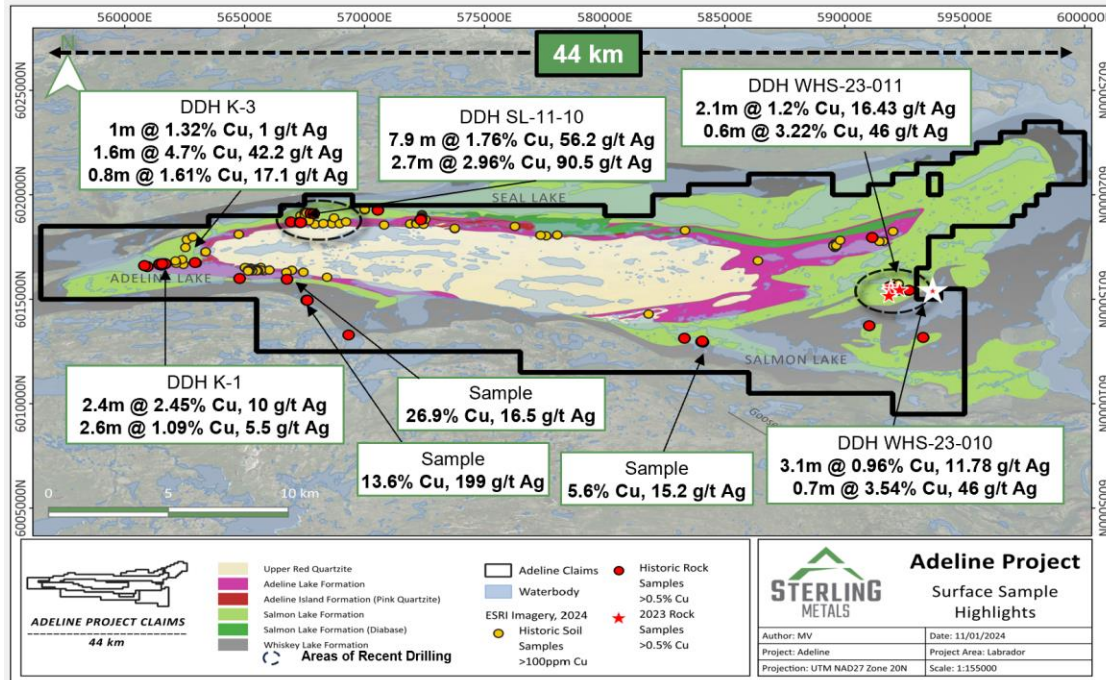 560000E 565000E 570000E 575000E 580000E 585000E 590000E 595000E 600000E
44 km
N
6025000N
6020000N
6015000N
6010000N
6005000N
6025000N
6020000N
6015000N
6010000N
6005000N
DDH K-3
1m @ 1.32% Cu, 1 g/t Ag
1.6m @ 4.7% Cu, 42.2 g/t Ag
0.8m @ 1.61% Cu, 17.1 g/t Ag
DDH SL-11-10
7.9 m @ 1.76% Cu, 56.2 g/t Ag
2.7m @ 2.96% Cu, 90.5 g/t Ag
DDH WHS-23-011
2.1m @ 1.2% Cu, 16.43 g/t Ag
0.6m @ 3.22% Cu, 46 g/t Ag
SEAL LAKE
ADELINE LAKE
SALMON LAKE
Goose
DDH K-1
2.4m @ 2.45% Cu, 10 g/t Ag
2.6m @ 1.09% Cu, 5.5 g/t Ag
Sample
26.9% Cu, 16.5 g/t Ag
Sample
13.6% Cu, 199 g/t Ag
Sample
5.6% Cu, 15.2 g/t Ag
DDH WHS-23-010
3.1m @ 0.96% Cu, 11.78 g/t Ag
0.7m @ 3.54% Cu, 46 g/t Ag
0 5 10 km
ADELINE PROJECT CLAIMS
44 km
Upper Red Quartzite
Adeline Lake Formation
Adeline Island Formation (Pink Quartzite)
Salmon Lake Formation
Salmon Lake Formation (Diabase)
Whiskey Lake Formation
Areas of Recent Drilling
Adeline Claims
Waterbody
ESRI Imagery, 2024
Historic Soil
Samples
>100ppm Cu
Historic Rock
Samples
>0.5% Cu
2023 Rock
Samples
>0.5% Cu
STERLING
METALS
Adeline Project
Surface Sample
Highlights
Author: MV
Date: 11/01/2024
Project: Adeline
Project Area: Labrador
Projection: UTM NAD27 Zone 20N
Scale: 1:155000